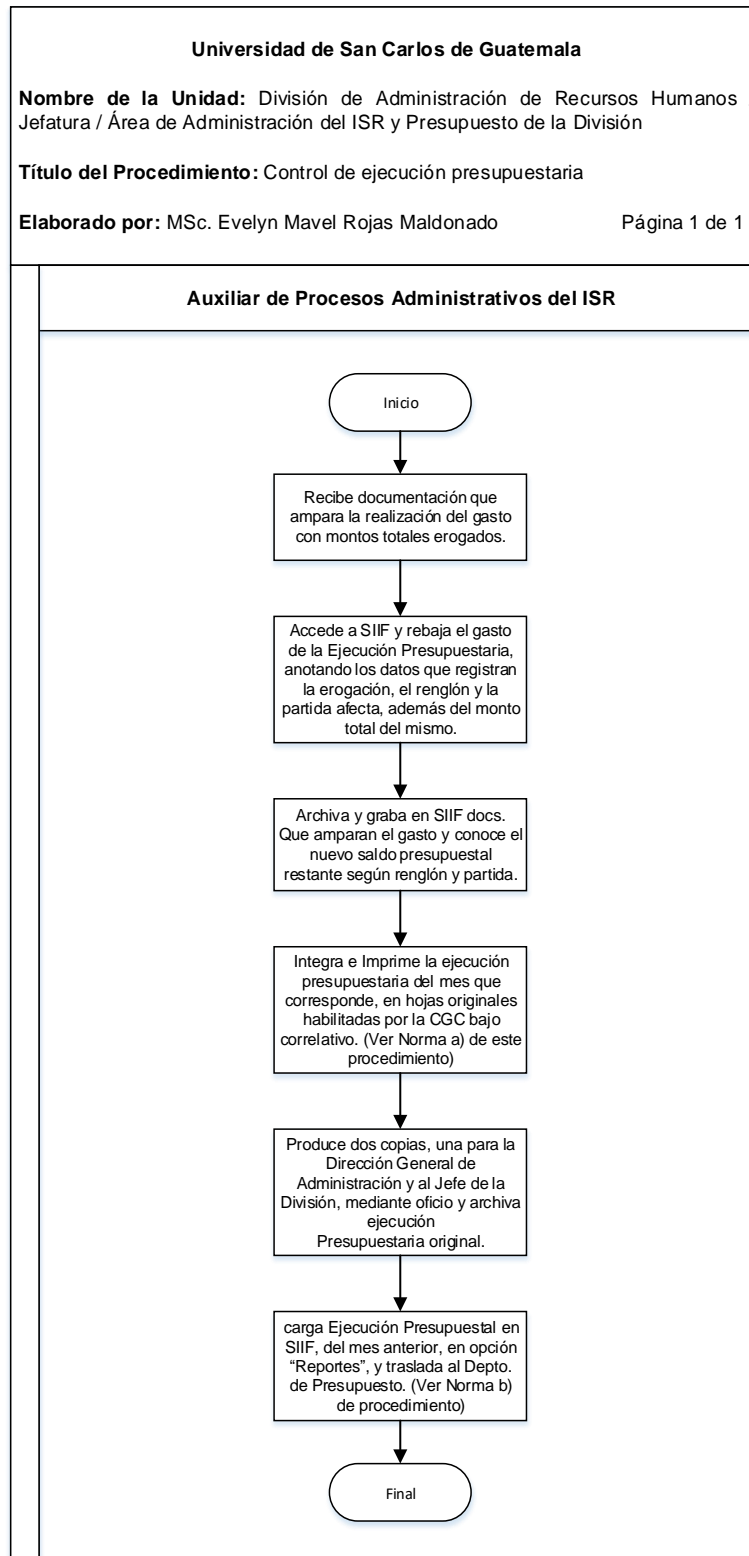 Universidad de San Carlos de Guatemala
Nombre de la Unidad: División de Administración de Recursos Humanos
Jefatura / Área de Administración del ISR y Presupuesto de la División
Título del Procedimiento: Control de ejecución presupuestaria
Elaborado por: MSc. Evelyn Mavel Rojas Maldonado Página 1 de 1
Auxiliar de Procesos Administrativos del ISR
Inicio
Recibe documentación que
ampara la realización del gasto
con montos totales erogados.
Accede a SIIF y rebaja el gasto
de la Ejecución Presupuestaria,
anotando los datos que registran
la erogación, el renglón y la
partida afecta, además del monto
total del mismo.
Archiva y graba en SIIF docs.
Que amparan el gasto y conoce el
nuevo saldo presupuestal
restante según renglón y partida.
Integra e Imprime la ejecución
presupuestaria del mes que
corresponde, en hojas originales
habilitadas por la CGC bajo
correlativo. (Ver Norma a) de este
procedimiento)
Produce dos copias, una para la
Dirección General de
Administración y al Jefe de la
División, mediante oficio y archiva
ejecución
Presupuestaria original.
carga Ejecución Presupuestal en
SIIF, del mes anterior, en opción
“Reportes”, y traslada al Depto.
de Presupuesto. (Ver Norma b)
de procedimiento)
Final